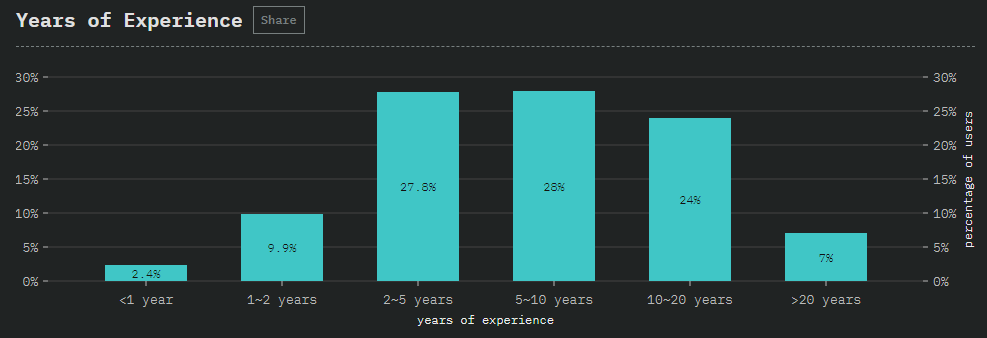 Years of Experience Share
30% 30%
25% 25%
20% 20%
15% 15%
10% 10%
5% 5%
0% 0%
2.4% 9.9% 27.8% 28% 24% 7%
<1 year 1~2 years 2~5 years 5~10 years 10~20 years >20 years
years of experience
percentage of users